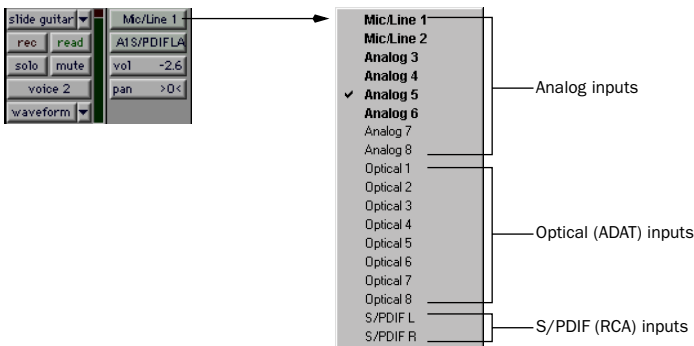 slide guitar
rec read
solo mute
voice 2
waveform
Mic/Line 1
A1S/PDIFLA
vol -2.6
pan >0<
Mic/Line 1
Mic/Line 2
Analog 3
Analog 4
✓ Analog 5
Analog 6
Analog 7
Analog 8
Optical 1
Optical 2
Optical 3
Optical 4
Optical 5
Optical 6
Optical 7
Optical 8
S/PDIF L
S/PDIF R
Analog inputs
Optical (ADAT) inputs
S/PDIF (RCA) inputs